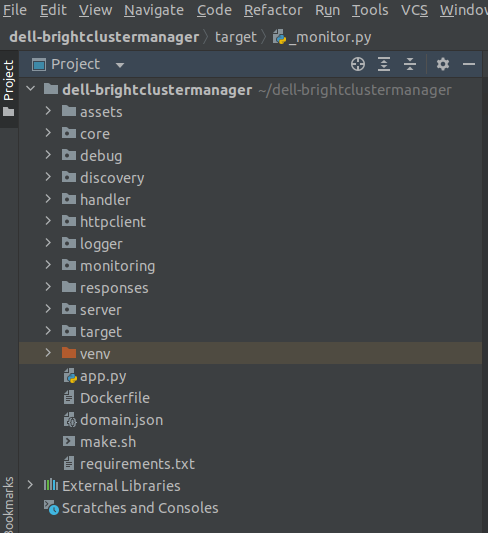 File Edit View Navigate Code Refactor Run Tools VCS Window
dell-brightclustermanager target _monitor.py
Project
Project
dell-brightclustermanager ~/dell-brightclustermanager
assets
core
debug
discovery
handler
httpclient
logger
monitoring
responses
server
target
venv
app.py
Dockerfile
domain.json
make.sh
requirements.txt
External Libraries
Scratches and Consoles
Bookmarks